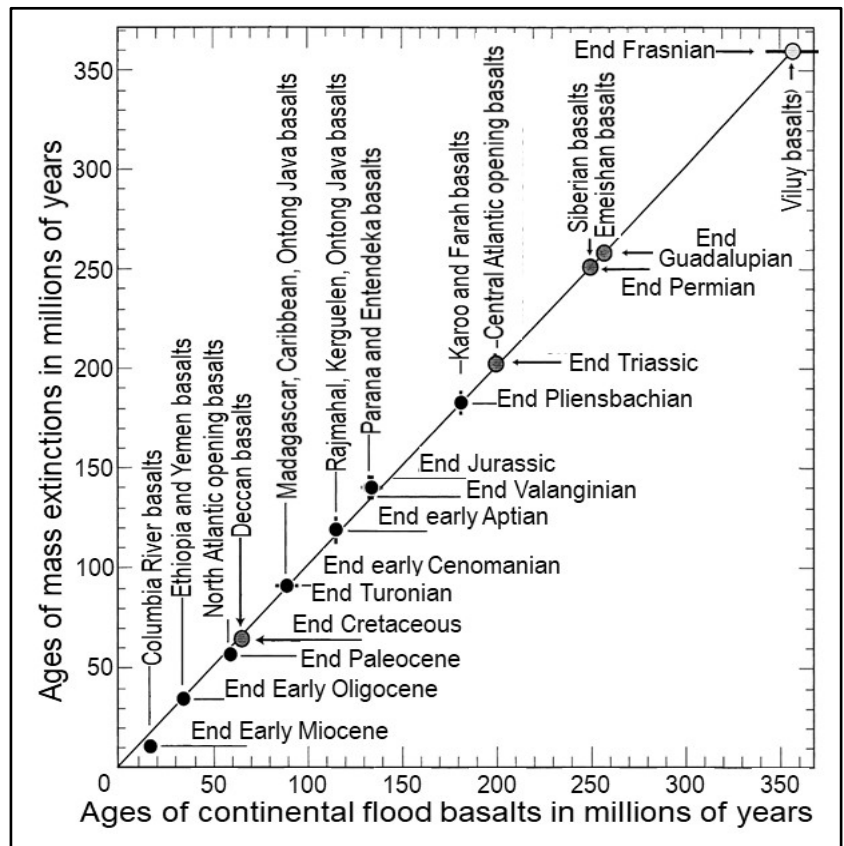 Ages of mass extinctions in millions of years
350
300
250
200
150
100
50
0
50
100
150
200
250
300
350
Ages of continental flood basalts in millions of years
Columbia River basalts
Ethiopia and Yemen basalts
North Atlantic opening basalts
Deccan basalts
Madagascar, Caribbean, Ontong Java basalts
Rajmahal, Kerguelen, Ontong Java basalts
Parana and Entendeka basalts
Karoo and Farah basalts
Central Atlantic opening basalts
Siberian basalts
Emeishan basalts
Viluy basalts)
End Frasnian
End
Guadalupian
End Permian
End Triassic
End Pliensbachian
End Jurassic
End Valanginian
End early Aptian
End early Cenomanian
End Turonian
End Cretaceous
End Paleocene
End Early Oligocene
End Early Miocene